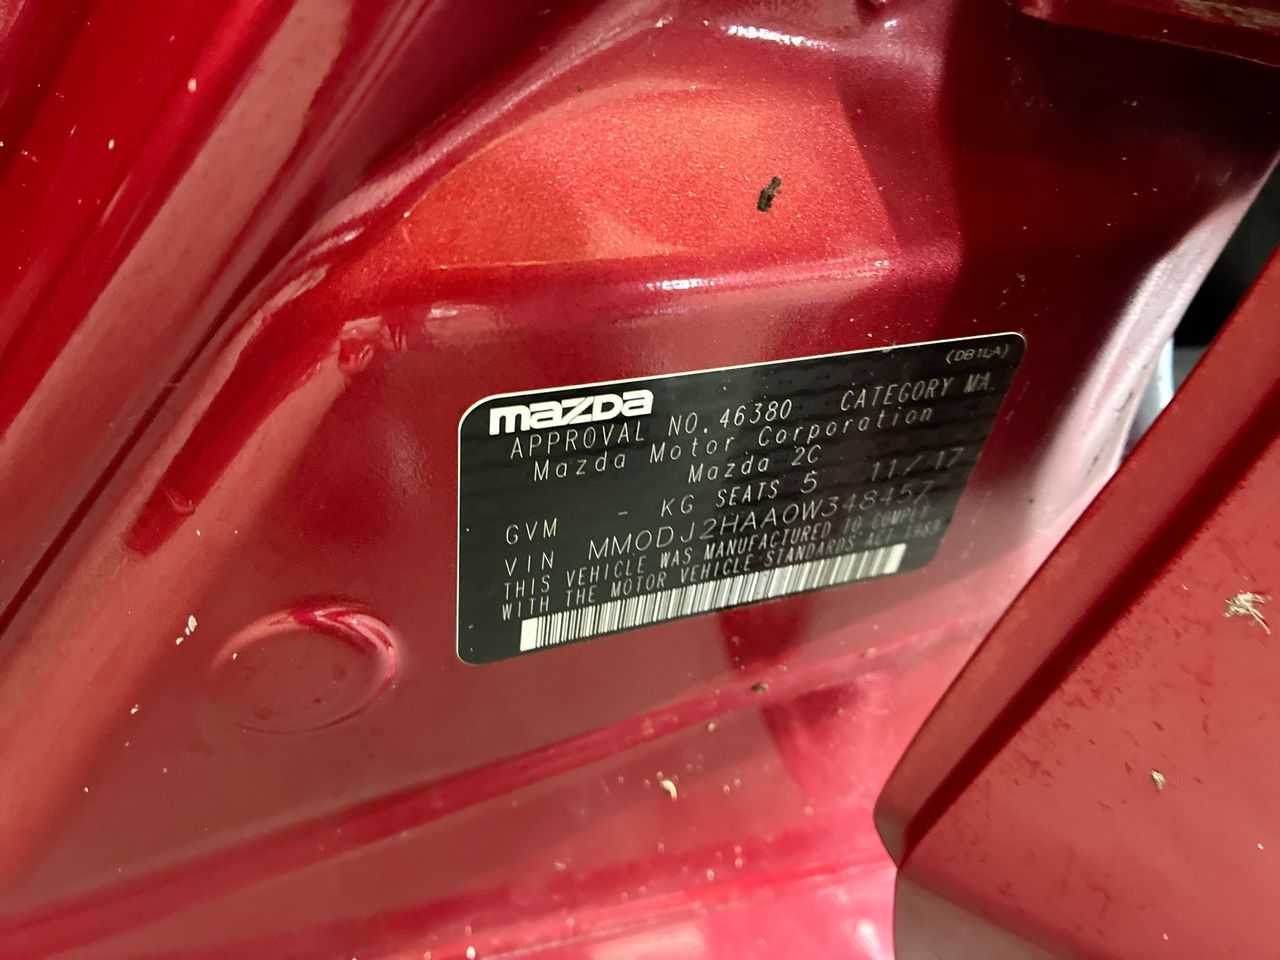 (DB1LA)
mazda
APPROVAL NO. 46380 CATEGORY MA
Mazda Motor Corporation
Mazda 2C
GVM - KG SEATS 5 11/17
VIN MM0DJ2HAA0W348457
THIS VEHICLE WAS MANUFACTURED TO COMPLY
WITH THE MOTOR VEHICLE STANDARDS ACT 1989